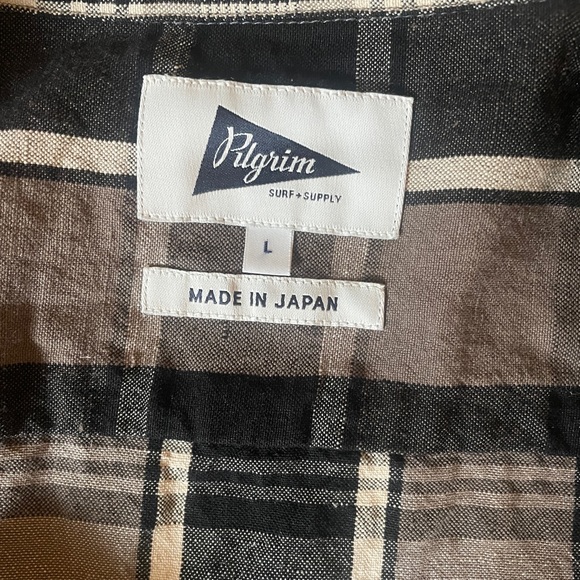 Pilgrim
SURF + SUPPLY
L
MADE IN JAPAN